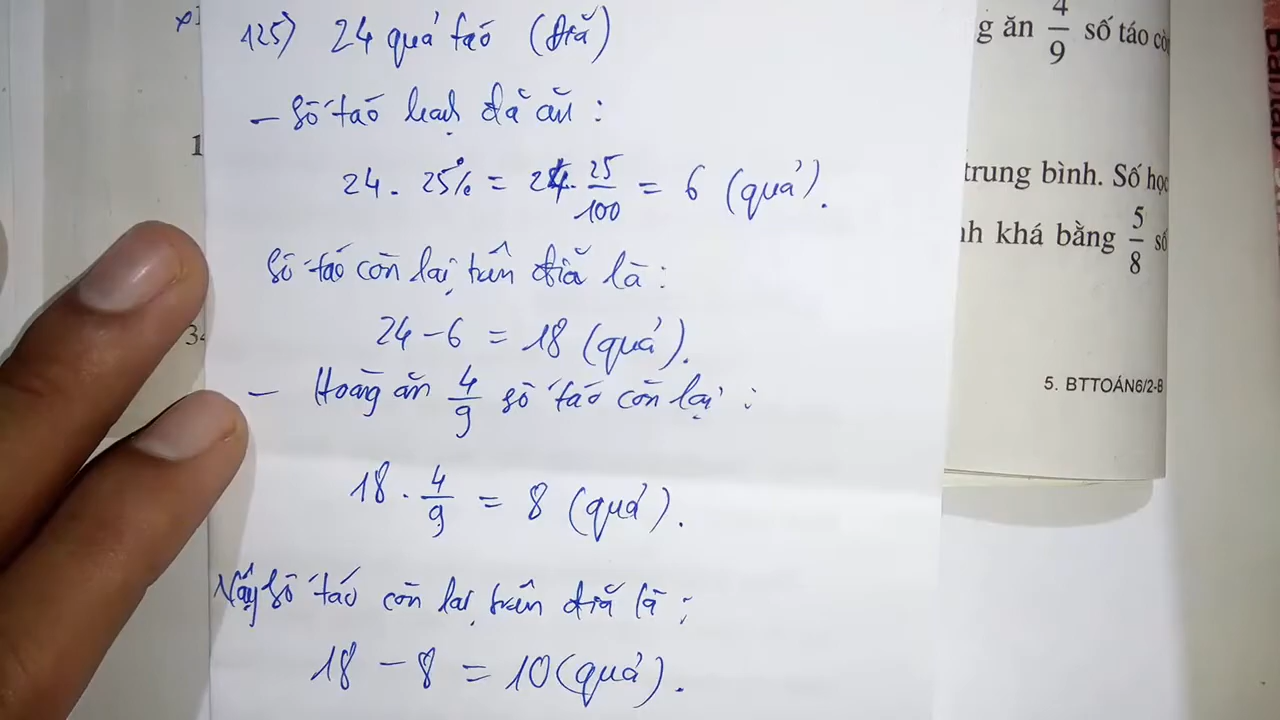 125) 24 quả táo (đĩa)
g ăn 4/9 số táo cò
- Số táo Hạnh đã ăn :
24 . 25% = 24 . 25/100 = 6 (quả).
1
trung bình. Số họ
nh khá bằng 5/8 số
Số táo còn lại trên đĩa là :
24 - 6 = 18 (quả).
34
- Hoàng ăn 4/9 số táo còn lại :
5. BTTOÁN6/2-B
18 . 4/9 = 8 (quả).
Vậy số táo còn lại trên đĩa là :
18 - 8 = 10 (quả).